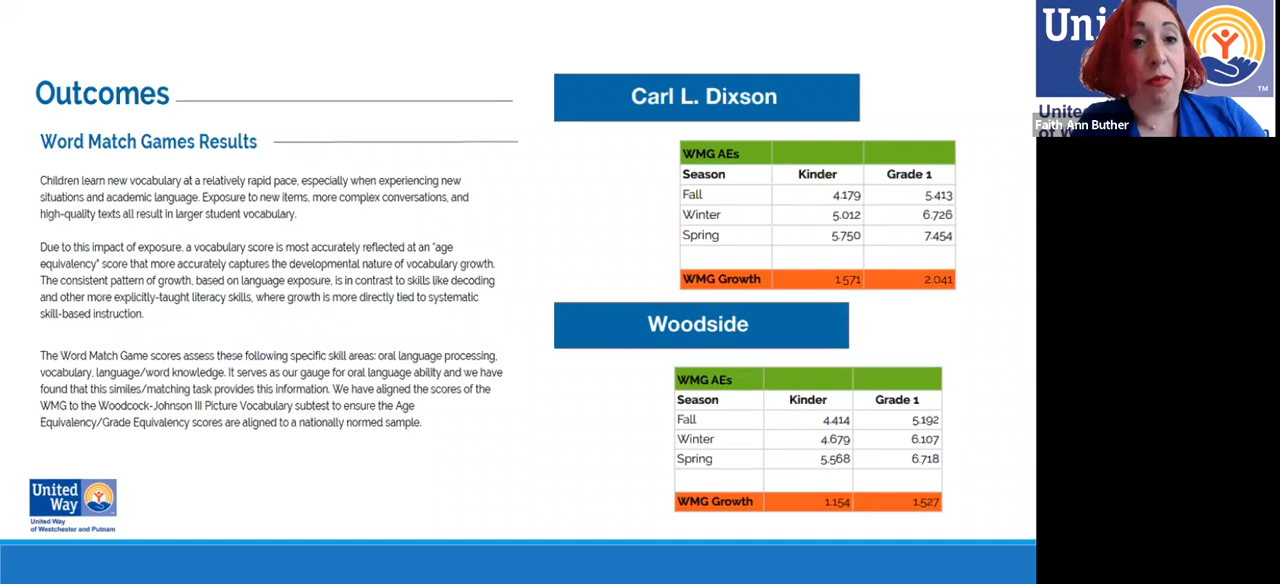 Outcomes
Word Match Games Results
Children learn new vocabulary at a relatively rapid pace, especially when experiencing new
situations and academic language. Exposure to new items, more complex conversations, and
high-quality texts all result in larger student vocabulary.
Due to this impact of exposure, a vocabulary score is most accurately reflected at an "age
equivalency" score that more accurately captures the developmental nature of vocabulary growth.
The consistent pattern of growth, based on language exposure, is in contrast to skills like decoding
and other more explicitly-taught literacy skills, where growth is more directly tied to systematic
skill-based instruction.
The Word Match Game scores assess these following specific skill areas: oral language processing,
vocabulary, language/word knowledge. It serves as our gauge for oral language ability and we have
found that this similes/matching task provides this information. We have aligned the scores of the
WMG to the Woodcock-Johnson III Picture Vocabulary subtest to ensure the Age
Equivalency/Grade Equivalency scores are aligned to a nationally normed sample.
United
Way
United Way
of Westchester and Putnam
Carl L. Dixson
WMG AEs
Season Kinder Grade 1
Fall 4.179 5.413
Winter 5.012 6.726
Spring 5.750 7.454
WMG Growth 1.571 2.041
Woodside
WMG AEs
Season Kinder Grade 1
Fall 4.414 5.192
Winter 4.679 6.107
Spring 5.568 6.718
WMG Growth 1.154 1.527
Uni
TM
Unite
Faith Ann Buther
of W